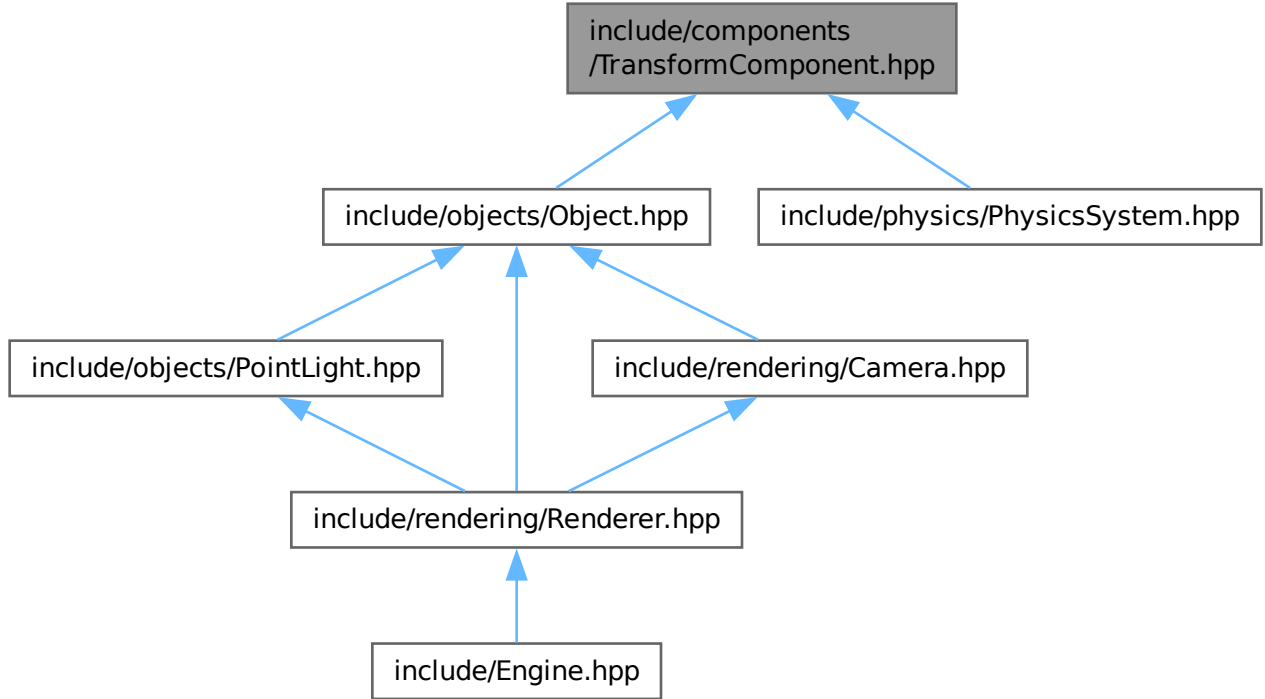 include/components
/TransformComponent.hpp
include/objects/Object.hpp
include/physics/PhysicsSystem.hpp
include/objects/PointLight.hpp
include/rendering/Camera.hpp
include/rendering/Renderer.hpp
include/Engine.hpp